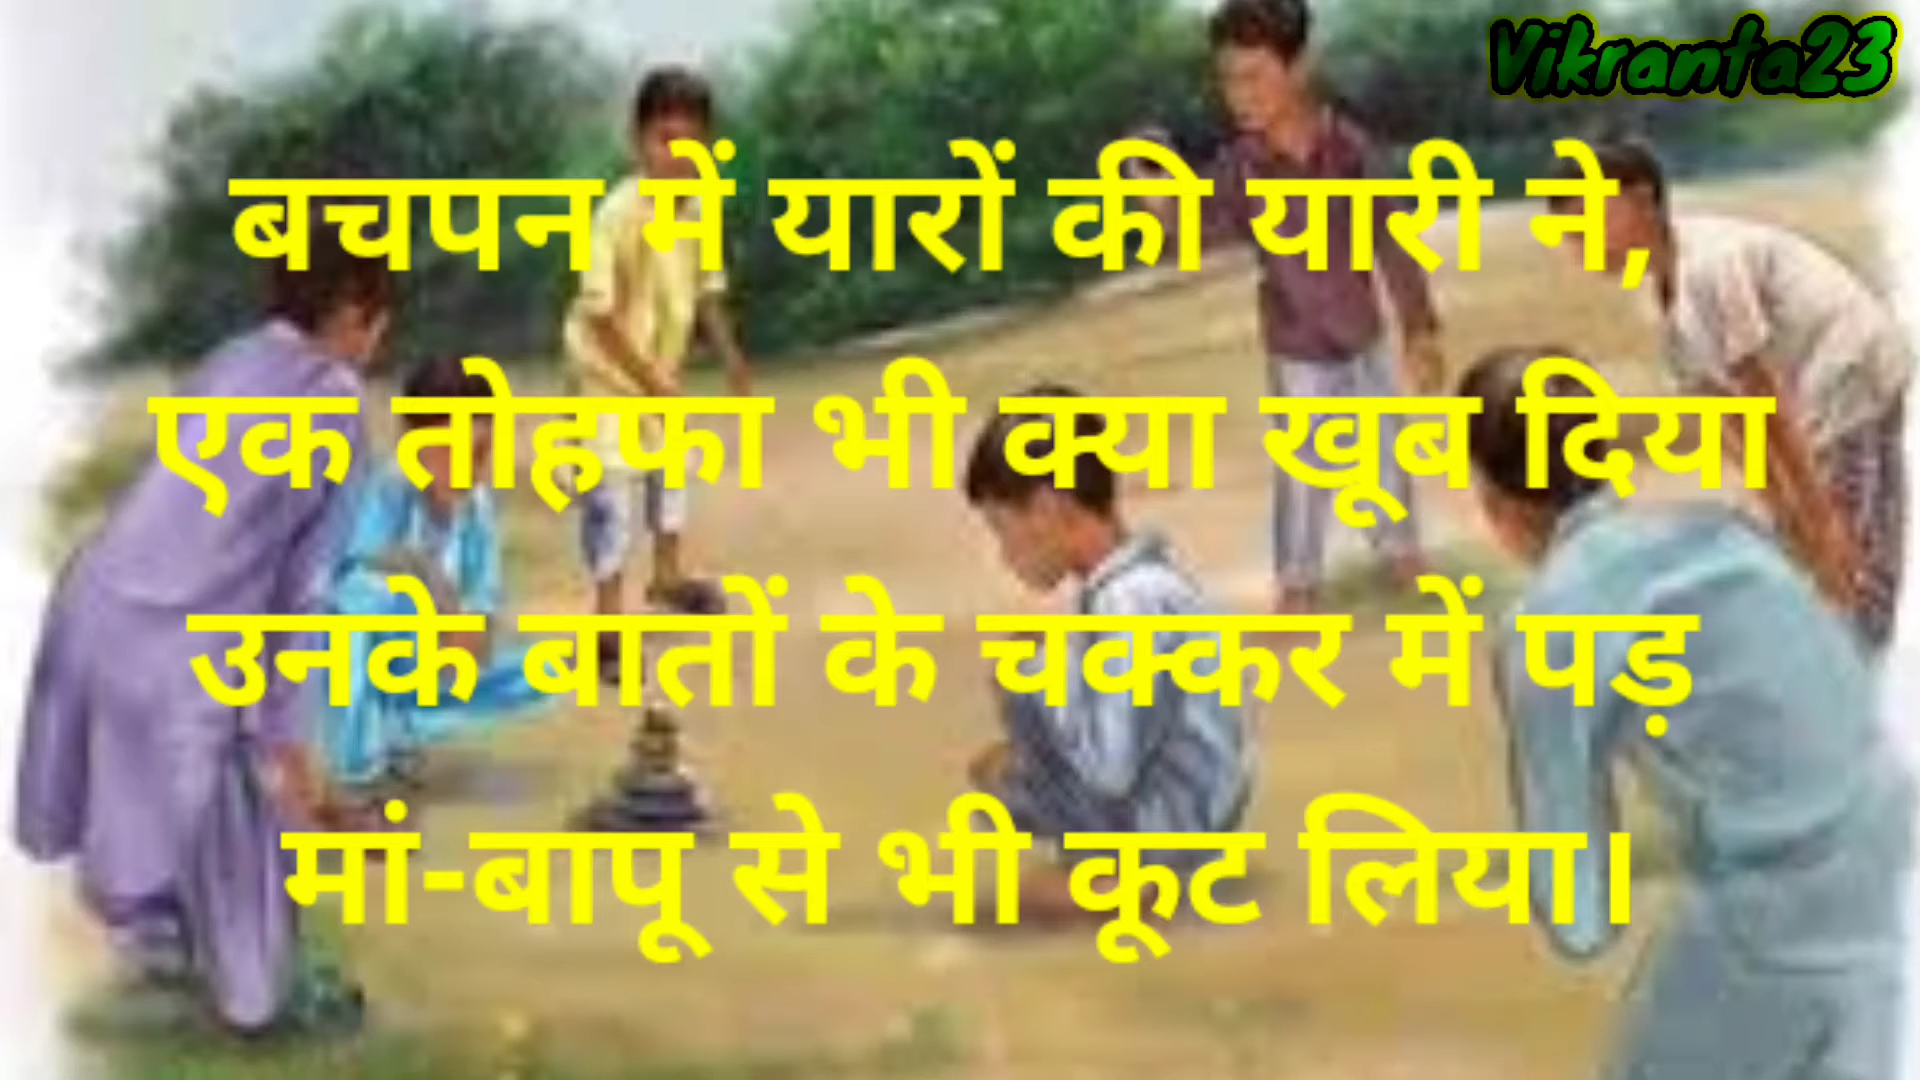 Vikranta23
बचपन में यारों की यारी ने,
एक तोहफा भी क्या खूब दिया
उनके बातों के चक्कर में पड़
मां-बापू से भी कूट लिया।